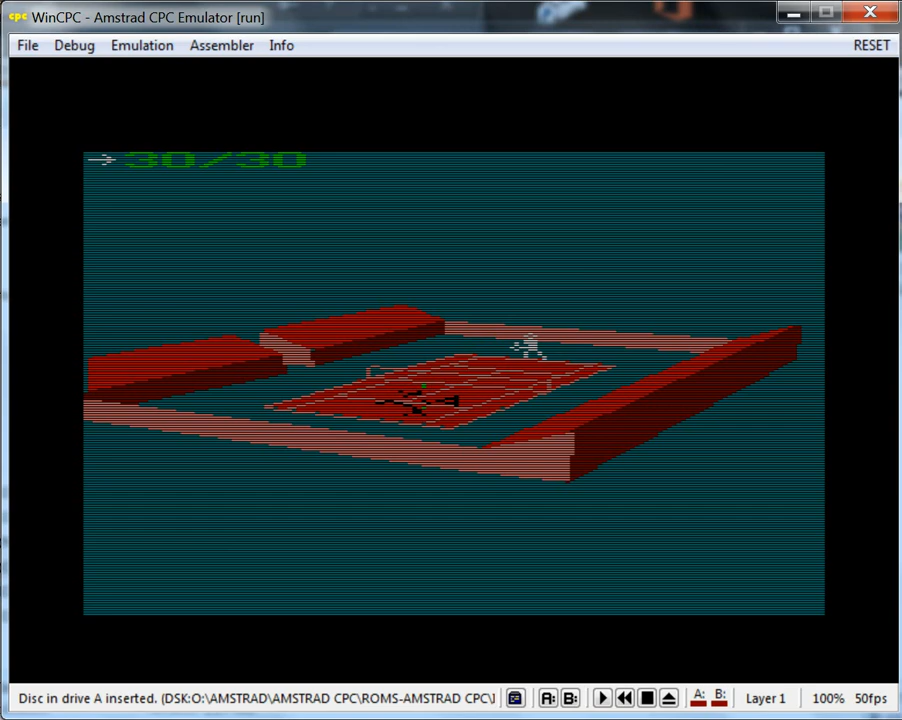 cpc WinCPC - Amstrad CPC Emulator [run]
File Debug Emulation Assembler Info RESET
30/30
Disc in drive A inserted. (DSK:O:\AMSTRAD\AMSTRAD CPC\ROMS-AMSTRAD CPC\ A: B: A: B: Layer 1 100% 50fps